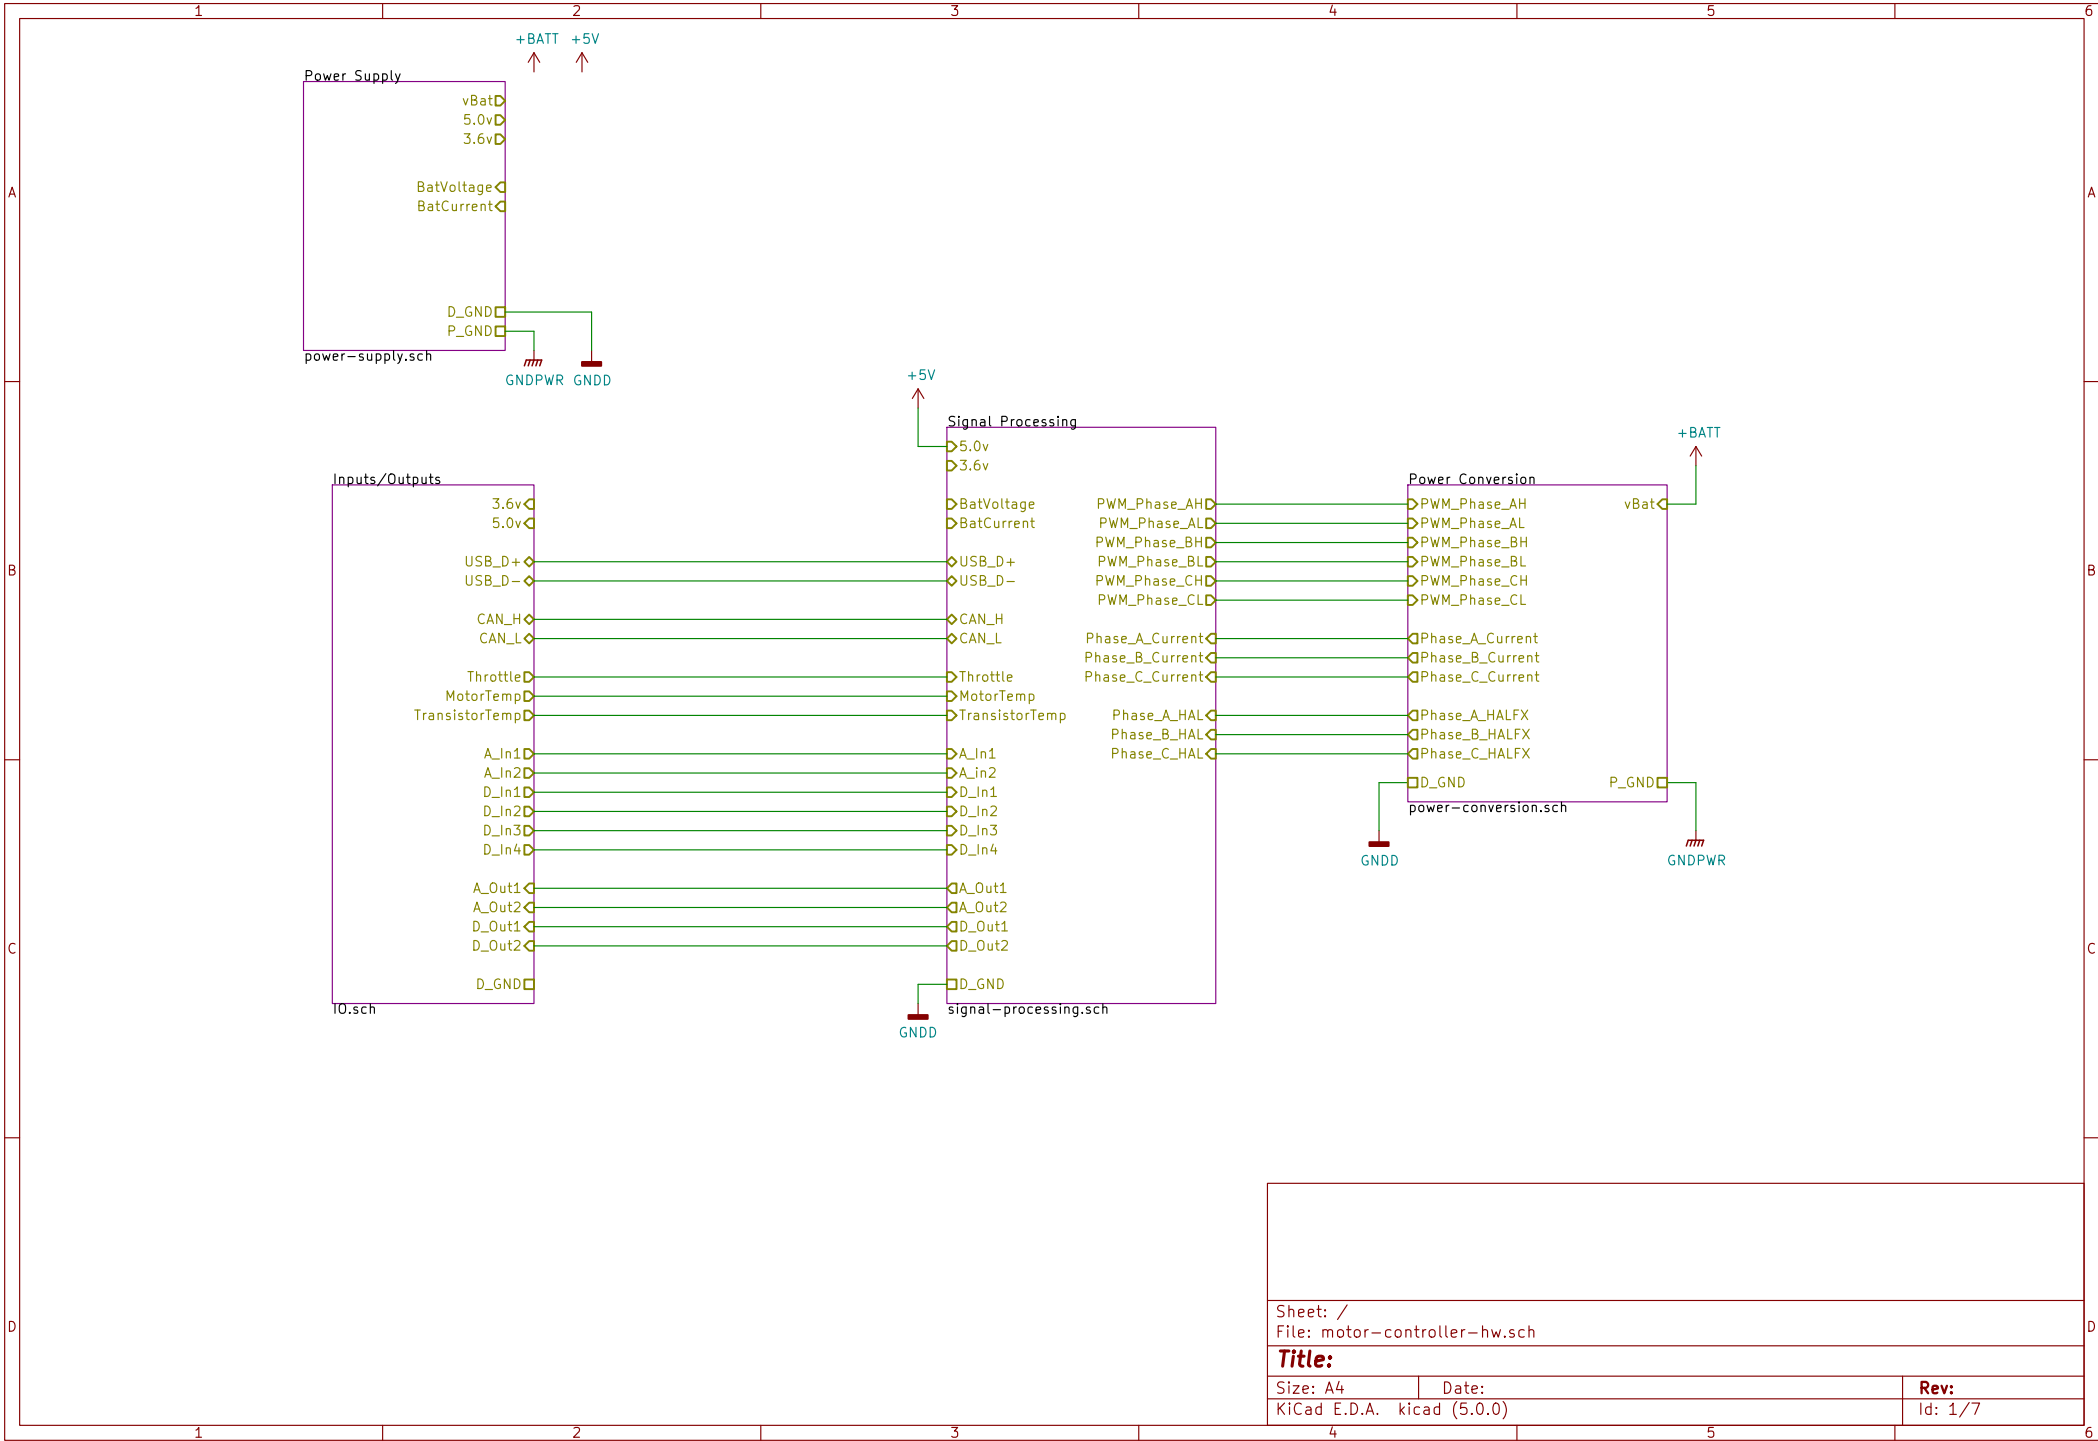 1 2 3 4 5 6
+BATT +5V
Power Supply
vBat
5.0v
3.6v
A A
BatVoltage
BatCurrent
D_GND
P_GND
power-supply.sch
GNDPWR GNDD
+5V
Signal Processing
5.0v
3.6v
BatVoltage
BatCurrent
USB_D+
USB_D-
CAN_H
CAN_L
Throttle
MotorTemp
TransistorTemp
A_In1
A_in2
D_In1
D_In2
D_In3
D_In4
A_Out1
A_Out2
D_Out1
D_Out2
D_GND
PWM_Phase_AH
PWM_Phase_AL
PWM_Phase_BH
PWM_Phase_BL
PWM_Phase_CH
PWM_Phase_CL
Phase_A_Current
Phase_B_Current
Phase_C_Current
Phase_A_HAL
Phase_B_HAL
Phase_C_HAL
signal-processing.sch
GNDD
Inputs/Outputs
3.6v
5.0v
USB_D+
USB_D-
CAN_H
CAN_L
Throttle
MotorTemp
TransistorTemp
A_In1
A_In2
D_In1
D_In2
D_In3
D_In4
A_Out1
A_Out2
D_Out1
D_Out2
D_GND
IO.sch
+BATT
Power Conversion
PWM_Phase_AH
PWM_Phase_AL
PWM_Phase_BH
PWM_Phase_BL
PWM_Phase_CH
PWM_Phase_CL
Phase_A_Current
Phase_B_Current
Phase_C_Current
Phase_A_HALFX
Phase_B_HALFX
Phase_C_HALFX
D_GND
vBat
P_GND
power-conversion.sch
GNDD
GNDPWR
B B
C C
D D
Sheet: /
File: motor-controller-hw.sch
Title:
Size: A4 Date: Rev:
KiCad E.D.A. kicad (5.0.0) Id: 1/7
1 2 3 4 5 6